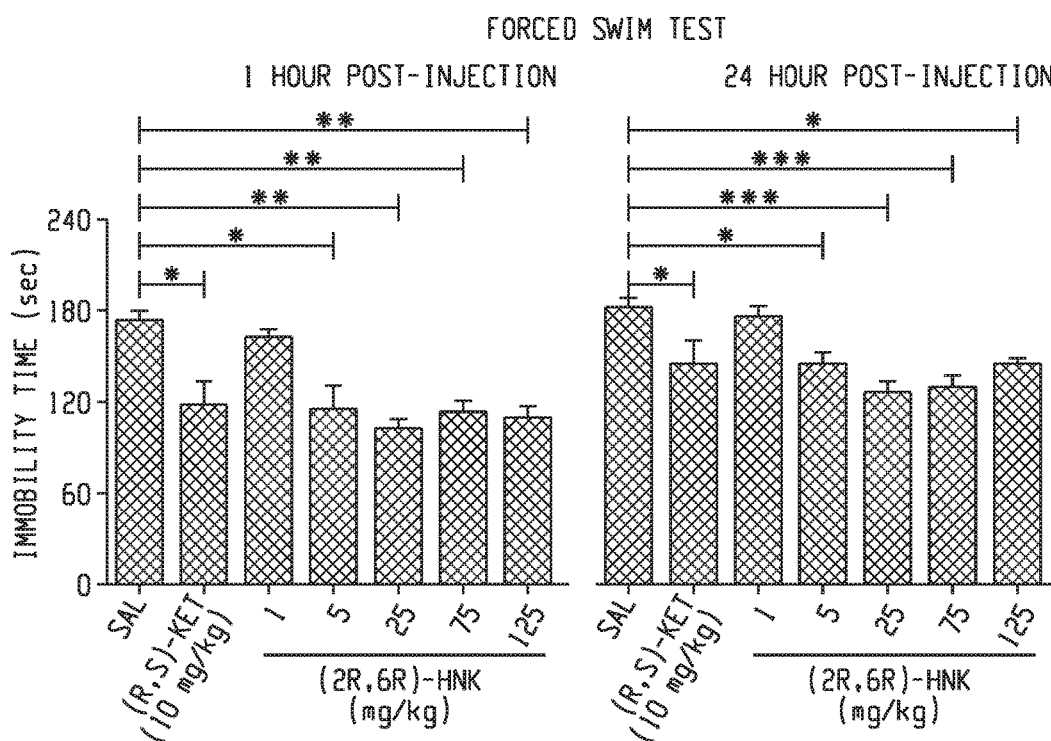 FORCED SWIM TEST
1 HOUR POST-INJECTION
24 HOUR POST-INJECTION
** *
** ***
** ***
* *
* *
IMMOBILITY TIME (sec)
240
180
120
60
0
SAL
(R,S)-KET
(10 mg/kg)
1
5
25
75
125
(2R,6R)-HNK
(mg/kg)
SAL
(R,S)-KET
(10 mg/kg)
1
5
25
75
125
(2R,6R)-HNK
(mg/kg)